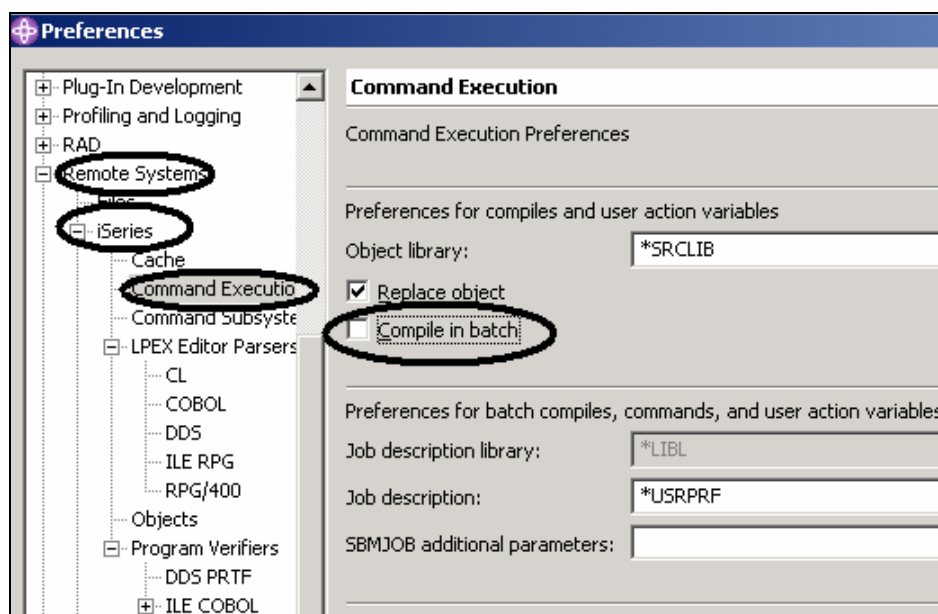 Preferences
Plug-In Development
Profiling and Logging
RAD
Remote Systems
Files
iSeries
Cache
Command Executio
Command Subsyste
LPEX Editor Parsers
CL
COBOL
DDS
ILE RPG
RPG/400
Objects
Program Verifiers
DDS PRTF
ILE COBOL
Command Execution
Command Execution Preferences
Preferences for compiles and user action variables
Object library:
*SRCLIB
Replace object
Compile in batch
Preferences for batch compiles, commands, and user action variables
Job description library:
*LIBL
Job description:
*USRPRF
SBMJOB additional parameters: